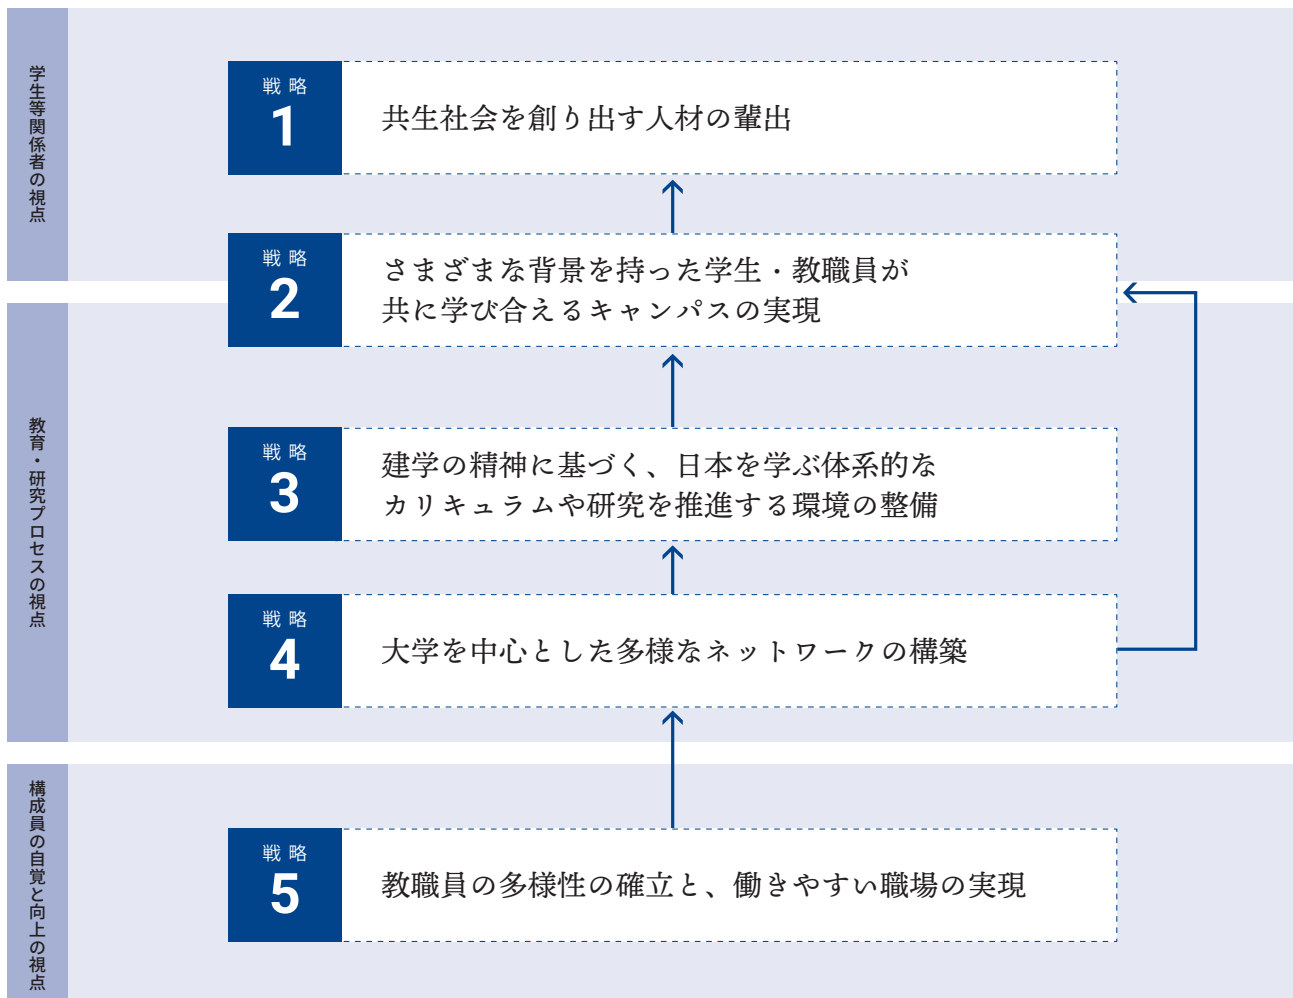 学生等関係者の視点
戦略
1
共生社会を創り出す人材の輩出
戦略
2
さまざまな背景を持った学生・教職員が
共に学び合えるキャンパスの実現
教育・研究プロセスの視点
戦略
3
建学の精神に基づく、日本を学ぶ体系的な
カリキュラムや研究を推進する環境の整備
戦略
4
大学を中心とした多様なネットワークの構築
構成員の自覚と向上の視点
戦略
5
教職員の多様性の確立と、働きやすい職場の実現